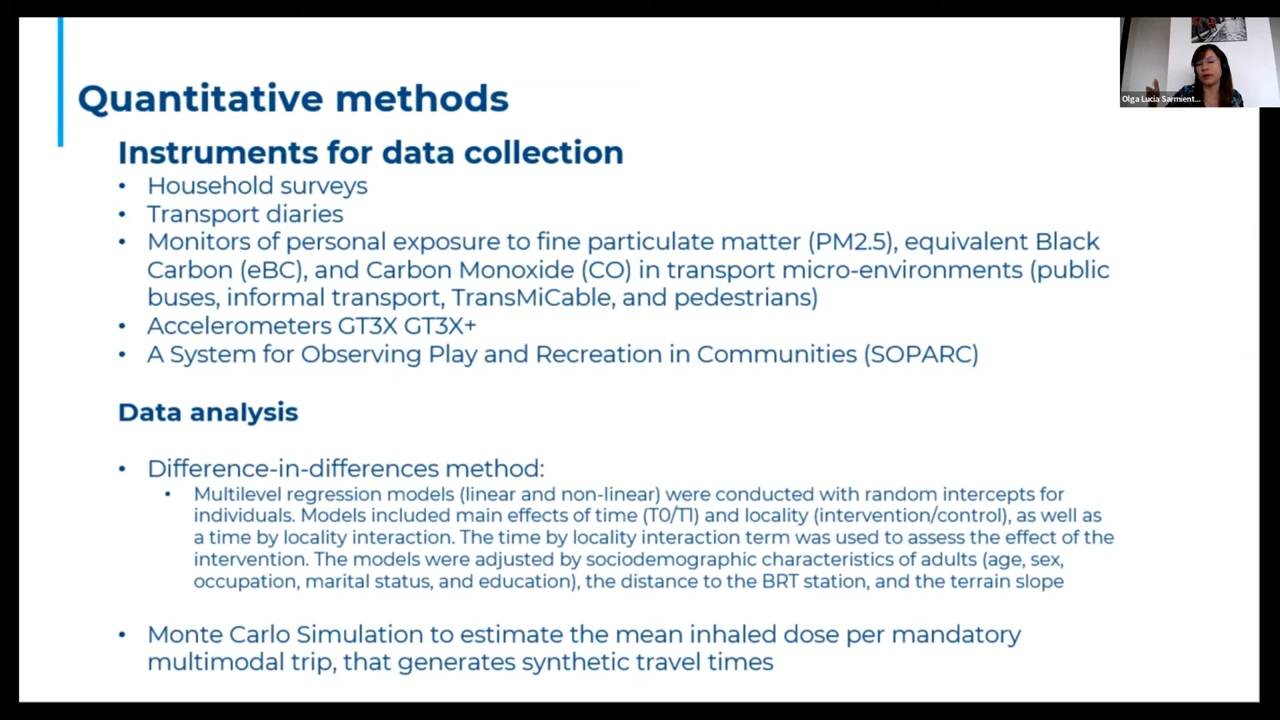 Quantitative methods
Olga Lucia Sarmient...
Instruments for data collection
• Household surveys
• Transport diaries
• Monitors of personal exposure to fine particulate matter (PM2.5), equivalent Black
Carbon (eBC), and Carbon Monoxide (CO) in transport micro-environments (public
buses, informal transport, TransMiCable, and pedestrians)
• Accelerometers GT3X GT3X+
• A System for Observing Play and Recreation in Communities (SOPARC)
Data analysis
• Difference-in-differences method:
• Multilevel regression models (linear and non-linear) were conducted with random intercepts for
individuals. Models included main effects of time (T0/T1) and locality (intervention/control), as well as
a time by locality interaction. The time by locality interaction term was used to assess the effect of the
intervention. The models were adjusted by sociodemographic characteristics of adults (age, sex,
occupation, marital status, and education), the distance to the BRT station, and the terrain slope
• Monte Carlo Simulation to estimate the mean inhaled dose per mandatory
multimodal trip, that generates synthetic travel times